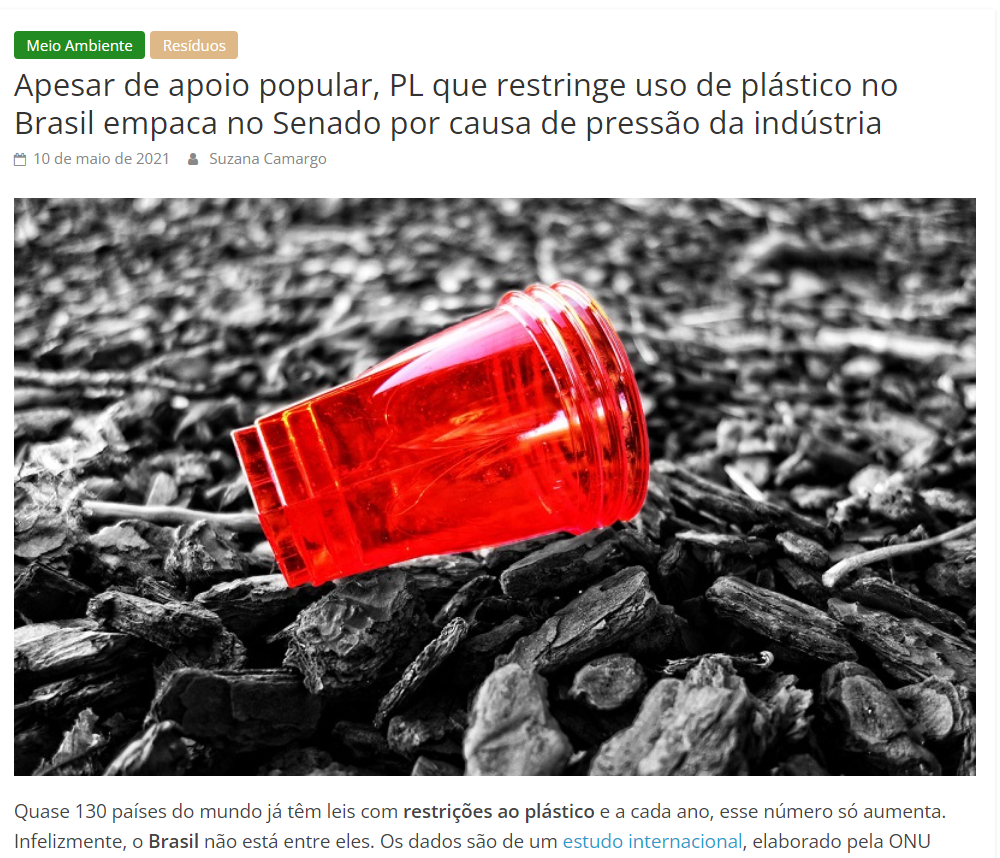 Meio Ambiente Resíduos
Apesar de apoio popular, PL que restringe uso de plástico no
Brasil empaca no Senado por causa de pressão da indústria
10 de maio de 2021 Suzana Camargo
Quase 130 países do mundo já têm leis com restrições ao plástico e a cada ano, esse número só aumenta.
Infelizmente, o Brasil não está entre eles. Os dados são de um estudo internacional, elaborado pela ONU